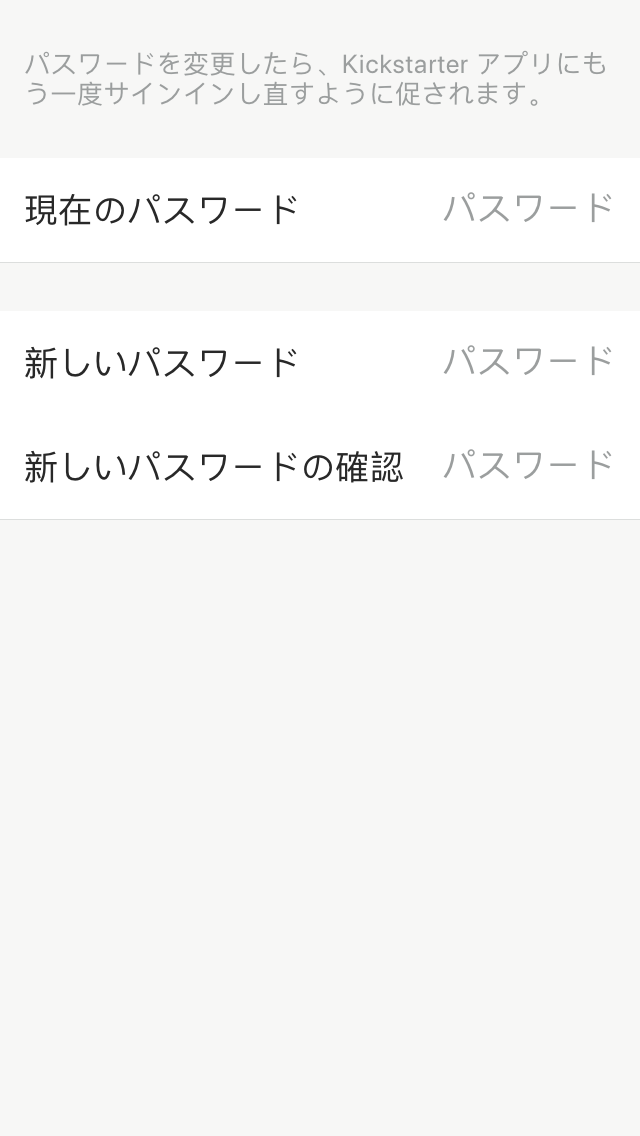 パスワードを変更したら、Kickstarter アプリにも
う一度サインインし直すように促されます。
現在のパスワード パスワード
新しいパスワード パスワード
新しいパスワードの確認 パスワード